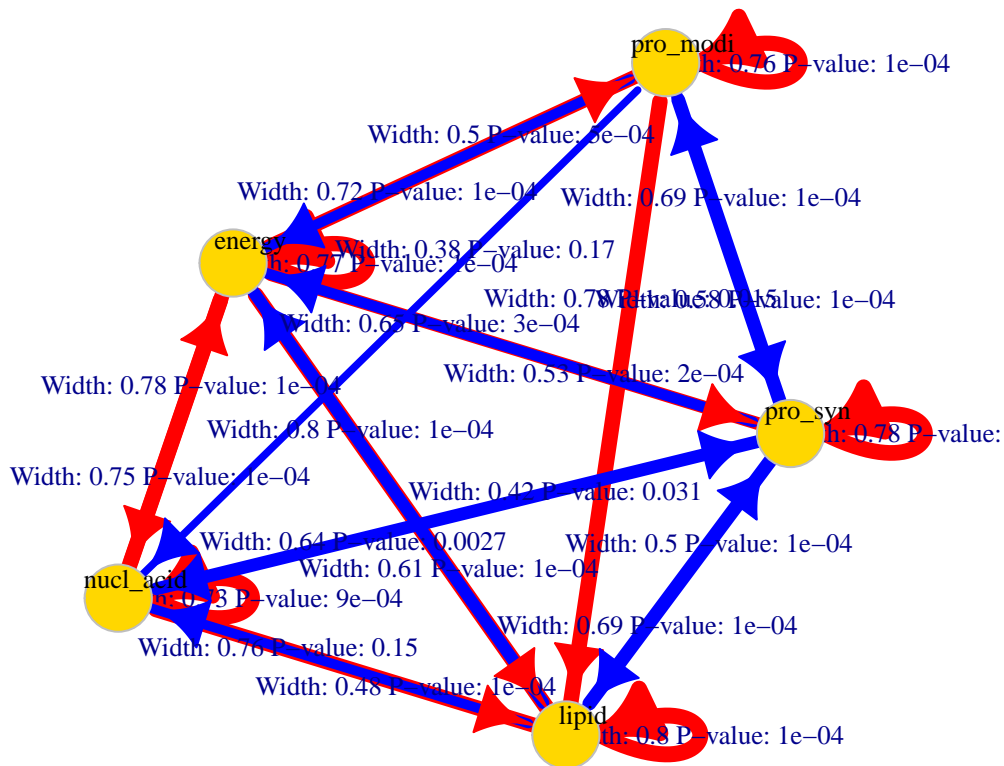 pro_modi
h: 0.76 P-value: 1e-04
Width: 0.5 P-value: 5e-04
Width: 0.72 P-value: 1e-04
Width: 0.69 P-value: 1e-04
energy
Width: 0.38 P-value: 0.17
h: 0.77 P-value: 1e-04
Width: 0.58 P-value: 1e-04
Width: 0.65 P-value: 3e-04
Width: 0.53 P-value: 2e-04
Width: 0.78 P-value: 1e-04
pro_syn
Width: 0.8 P-value: 1e-04
h: 0.78 P-value:
Width: 0.75 P-value: 1e-04
Width: 0.42 P-value: 0.031
Width: 0.64 P-value: 0.0027
Width: 0.5 P-value: 1e-04
Width: 0.61 P-value: 1e-04
nucl_acid
h: 0.73 P-value: 9e-04
Width: 0.69 P-value: 1e-04
Width: 0.76 P-value: 0.15
Width: 0.48 P-value: 1e-04
lipid
th: 0.8 P-value: 1e-04